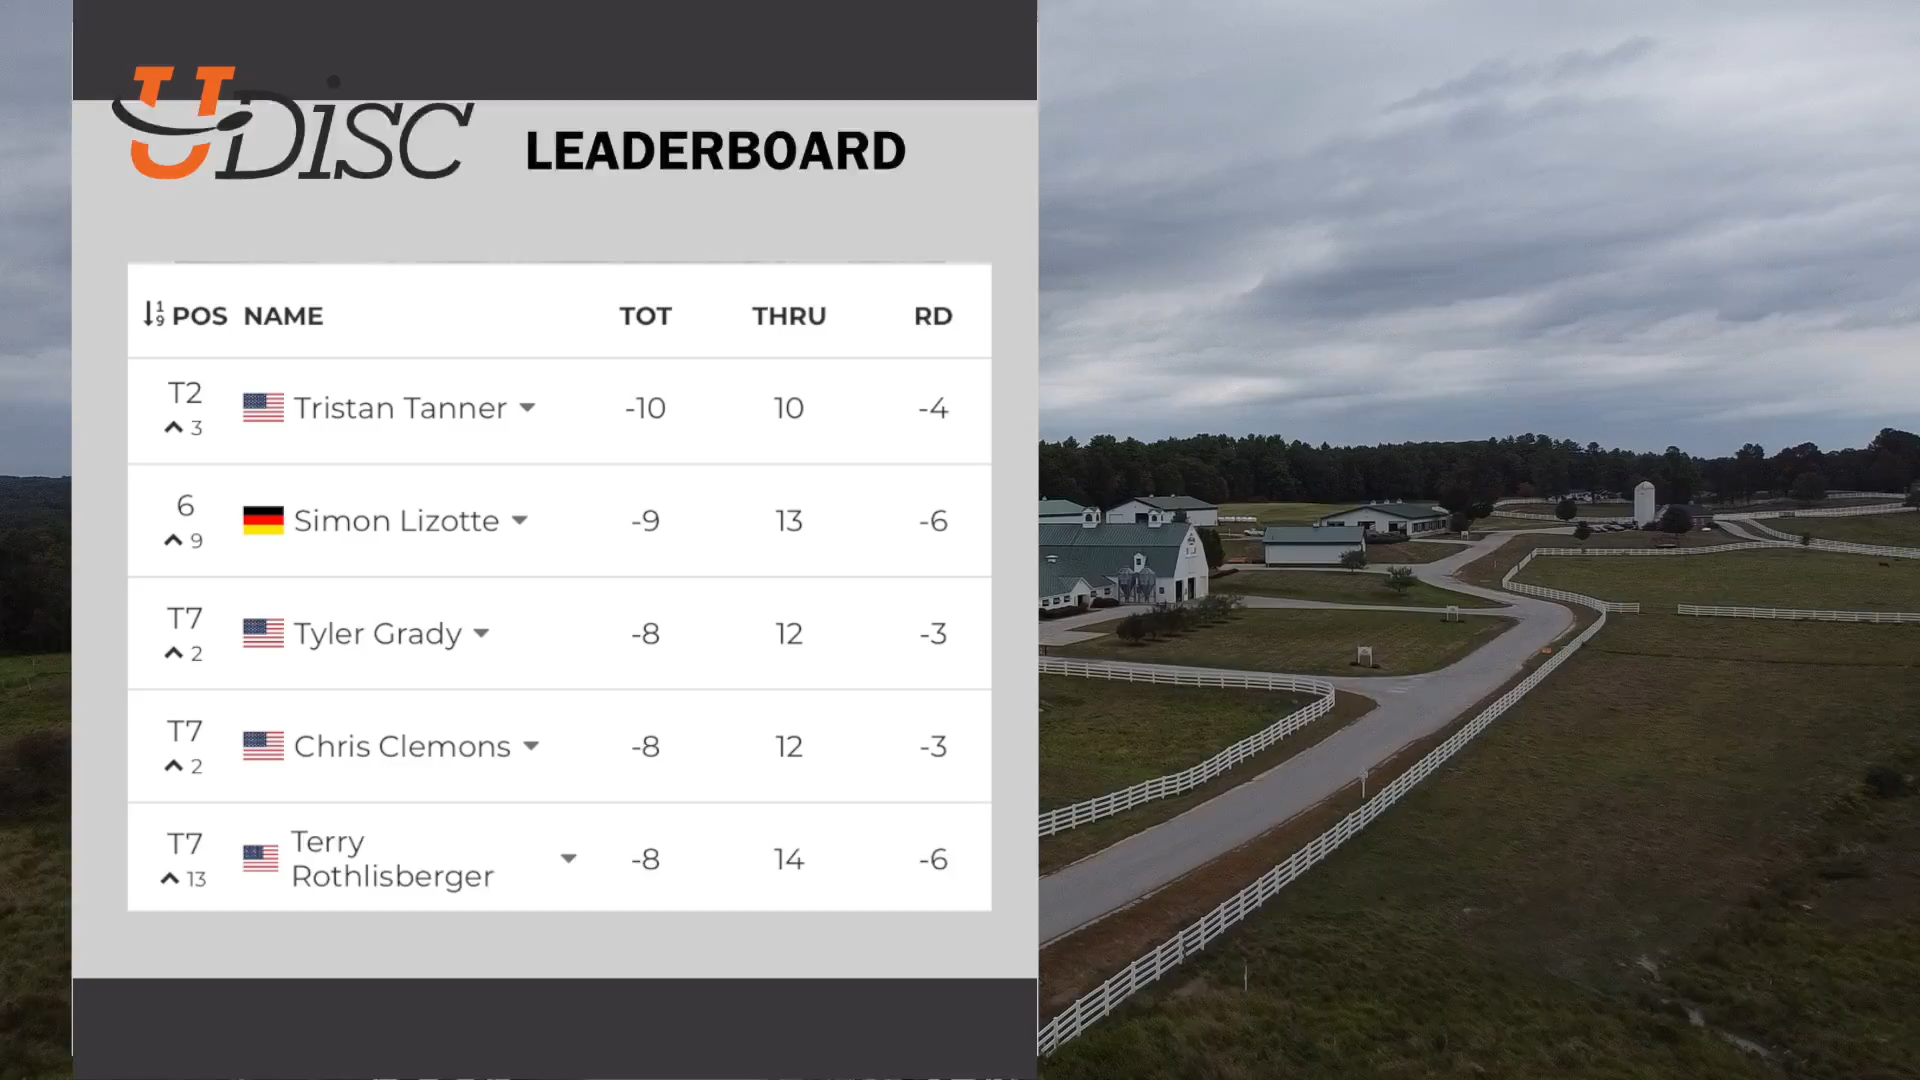 UDISC LEADERBOARD
1 9 POS NAME TOT THRU RD
T2 3 Tristan Tanner -10 10 -4
6 9 Simon Lizotte -9 13 -6
T7 2 Tyler Grady -8 12 -3
T7 2 Chris Clemons -8 12 -3
T7 13 Terry Rothlisberger -8 14 -6